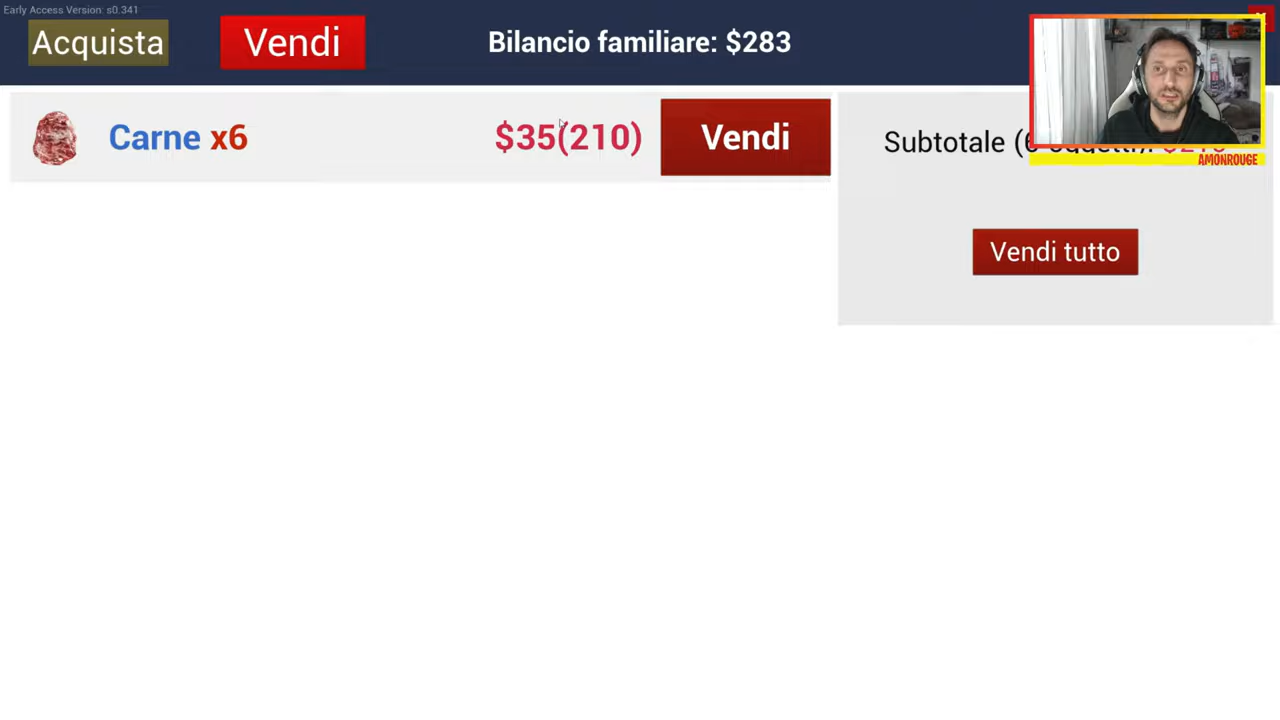 Early Access Version: s0.341
Acquista
Vendi
Bilancio familiare: $283
Carne x6
$35(210)
Vendi
Subtotale
Vendi tutto
AMONROUGE